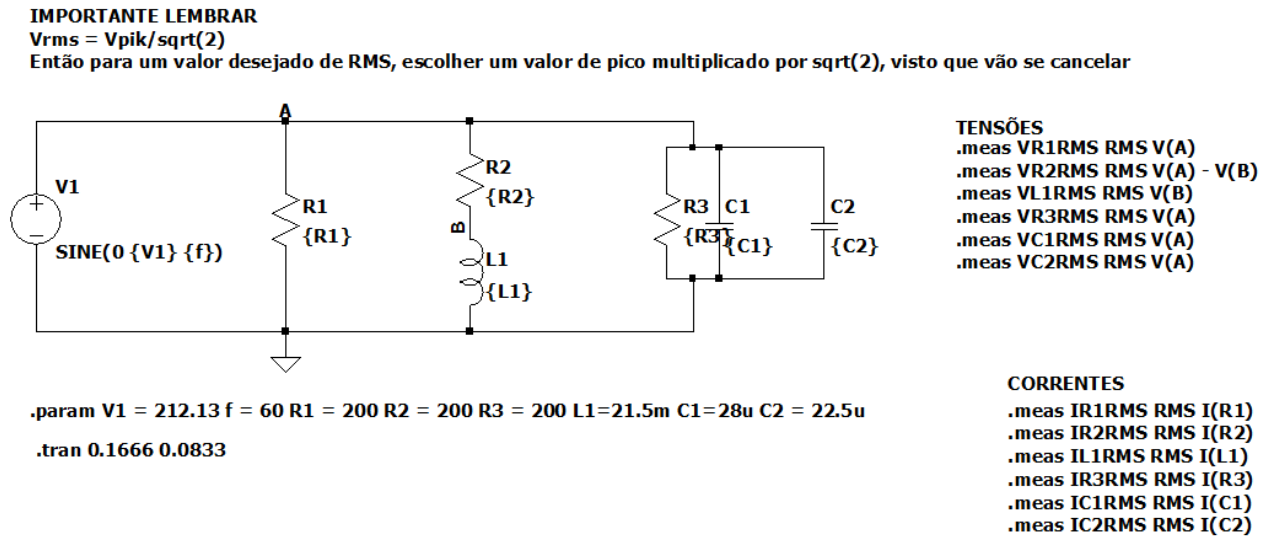 IMPORTANTE LEMBRAR
Vrms = Vpik/sqrt(2)
Então para um valor desejado de RMS, escolher um valor de pico multiplicado por sqrt(2), visto que vão se cancelar
A
V1
SINE(0 {V1} {f})
R1
{R1}
R2
{R2}
B
L1
{L1}
R3
{R3}
C1
{C1}
C2
{C2}
TENSÕES
.meas VR1RMS RMS V(A)
.meas VR2RMS RMS V(A) - V(B)
.meas VL1RMS RMS V(B)
.meas VR3RMS RMS V(A)
.meas VC1RMS RMS V(A)
.meas VC2RMS RMS V(A)
.param V1 = 212.13 f = 60 R1 = 200 R2 = 200 R3 = 200 L1=21.5m C1=28u C2 = 22.5u
.tran 0.1666 0.0833
CORRENTES
.meas IR1RMS RMS I(R1)
.meas IR2RMS RMS I(R2)
.meas IL1RMS RMS I(L1)
.meas IR3RMS RMS I(R3)
.meas IC1RMS RMS I(C1)
.meas IC2RMS RMS I(C2)